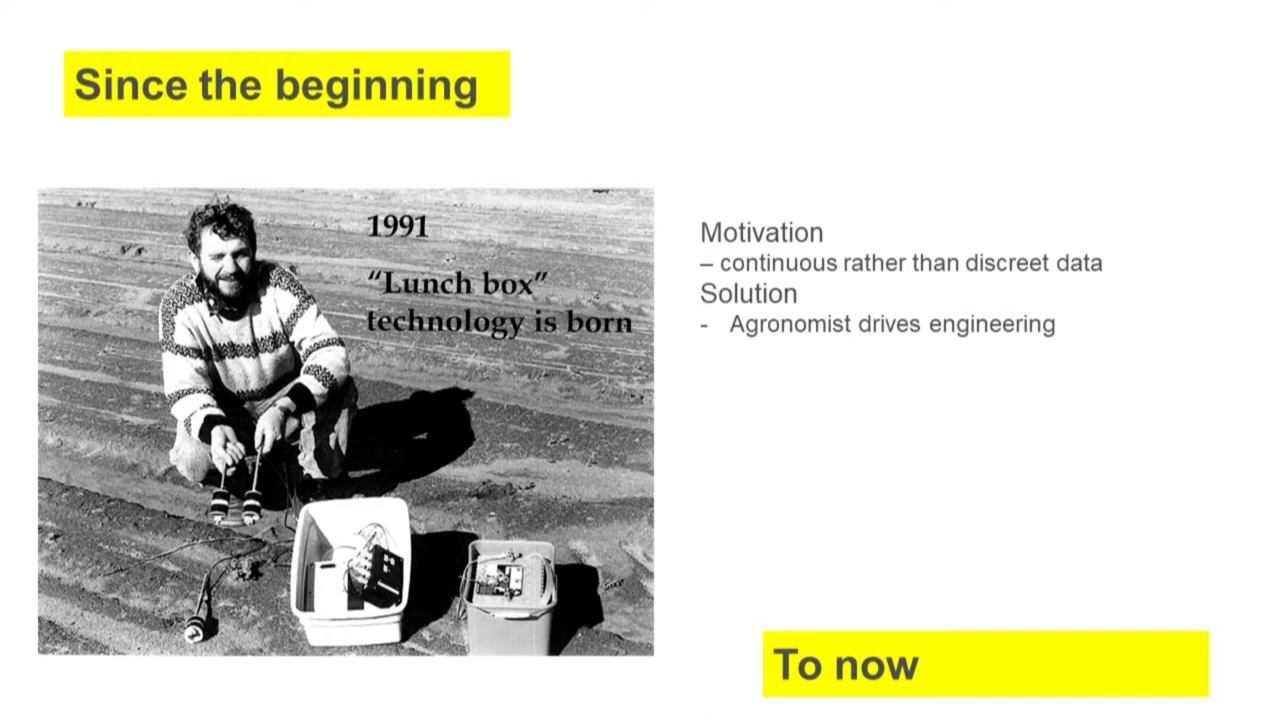 Since the beginning
1991
“Lunch box”
technology is born
Motivation
– continuous rather than discreet data
Solution
- Agronomist drives engineering
To now